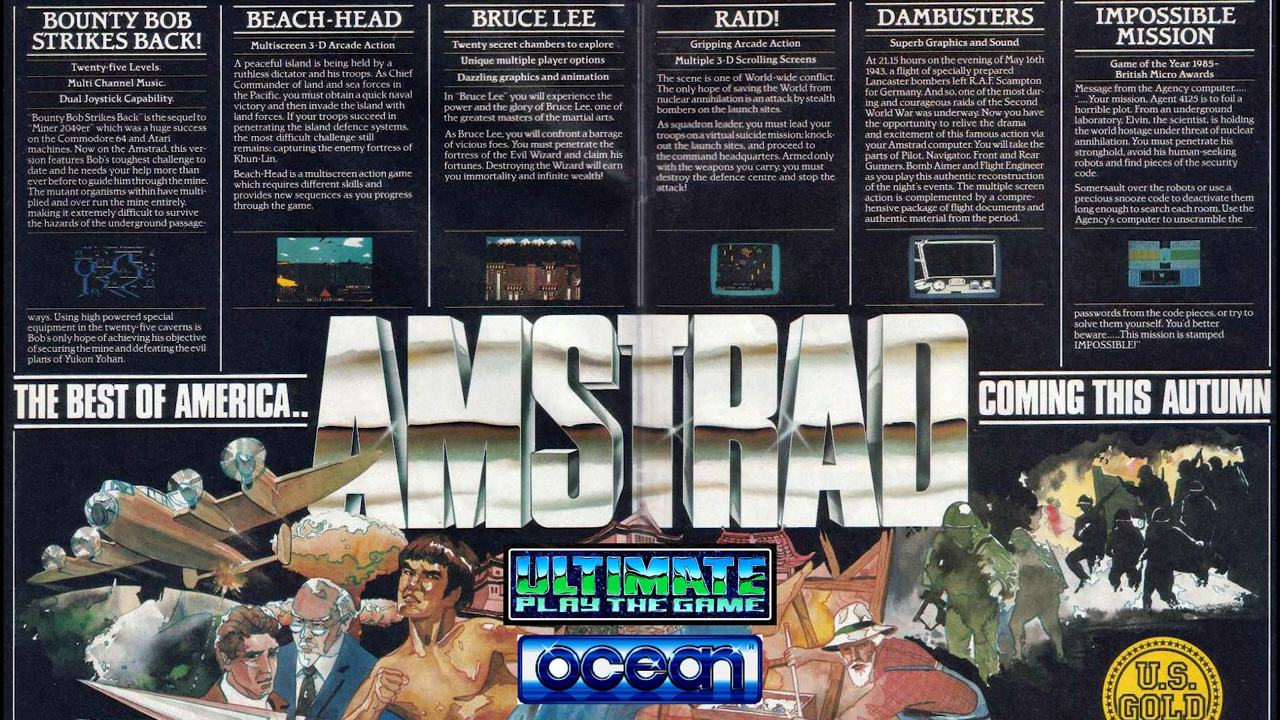 BOUNTY BOB
STRIKES BACK!
Twenty-five Levels.
Multi Channel Music.
Dual Joystick Capability.
"Bounty Bob Strikes Back" is the sequel to
"Miner 2049er" which was a huge success
on the Commodore 64 and Atari
machines. Now on the Amstrad, this ver-
sion features Bob's toughest challenge to
date and he needs your help more than
ever before to guide him through the mine.
The mutant organisms within have multi-
plied and over run the mine entirely,
making it extremely difficult to survive
the hazards of the underground passage-
ways. Using high powered special
equipment in the twenty-five caverns is
Bob's only hope of achieving his objective
of securing the mine and defeating the evil
plans of Yukon Yohan.
BEACH-HEAD
Multiscreen 3-D Arcade Action
A peaceful island is being held by a
ruthless dictator and his troops. As Chief
Commander of land and sea forces in
the Pacific, you must obtain a quick naval
victory and then invade the island with
land forces. If your troops succeed in
penetrating the island defence systems,
the most difficult challenge still
remains: capturing the enemy fortress of
Khun-Lin.
Beach-Head is a multiscreen action game
which requires different skills and
provides new sequences as you progress
through the game.
BRUCE LEE
Twenty secret chambers to explore
Unique multiple player options
Dazzling graphics and animation
In "Bruce Lee" you will experience the
power and the glory of Bruce Lee, one of
the greatest masters of the martial arts.
As Bruce Lee, you will confront a barrage
of vicious foes. You must penetrate the
fortress of the Evil Wizard and claim his
fortunes. Destroying the Wizard will earn
you immortality and infinite wealth!
RAID!
Gripping Arcade Action
Multiple 3-D Scrolling Screens
The scene is one of World-wide conflict.
The only hope of saving the World from
nuclear annihilation is an attack by stealth
bombers on the launch sites.
As squadron leader, you must lead your
troops on a virtual suicide mission; knock-
out the launch sites, and proceed to
the command headquarters. Armed only
with the weapons you carry, you must
destroy the defence centre and stop the
attack!
DAMBUSTERS
Superb Graphics and Sound
At 21.15 hours on the evening of May 16th
1943, a flight of specially prepared
Lancaster bombers left R.A.F. Scampton
for Germany. And so, one of the most dar-
ing and courageous raids of the Second
World War was underway. Now you have
the opportunity to relive the drama
and excitement of this famous action via
your Amstrad computer. You will take the
parts of Pilot, Navigator, Front and Rear
Gunners, Bomb Aimer and Flight Engineer
as you play this authentic reconstruction
of the night's events. The multiple screen
action is complemented by a compre-
hensive package of flight documents and
authentic material from the period.
IMPOSSIBLE
MISSION
Game of the Year 1985-
British Micro Awards
Message from the Agency computer.....
"....Your mission, Agent 4125 is to foil a
horrible plot. From an underground
laboratory, Elvin, the scientist, is holding
the world hostage under threat of nuclear
annihilation. You must penetrate his
stronghold, avoid his human-seeking
robots and find pieces of the security
code.
Somersault over the robots or use a
precious snooze code to deactivate them
long enough to search each room. Use the
Agency's computer to unscramble the
passwords from the code pieces, or try to
solve them yourself. You'd better
beware.....This mission is stamped
IMPOSSIBLE!"
THE BEST OF AMERICA..
AMSTRAD
COMING THIS AUTUMN
ULTIMATE
PLAY THE GAME
ocean
U.S.
GOLD